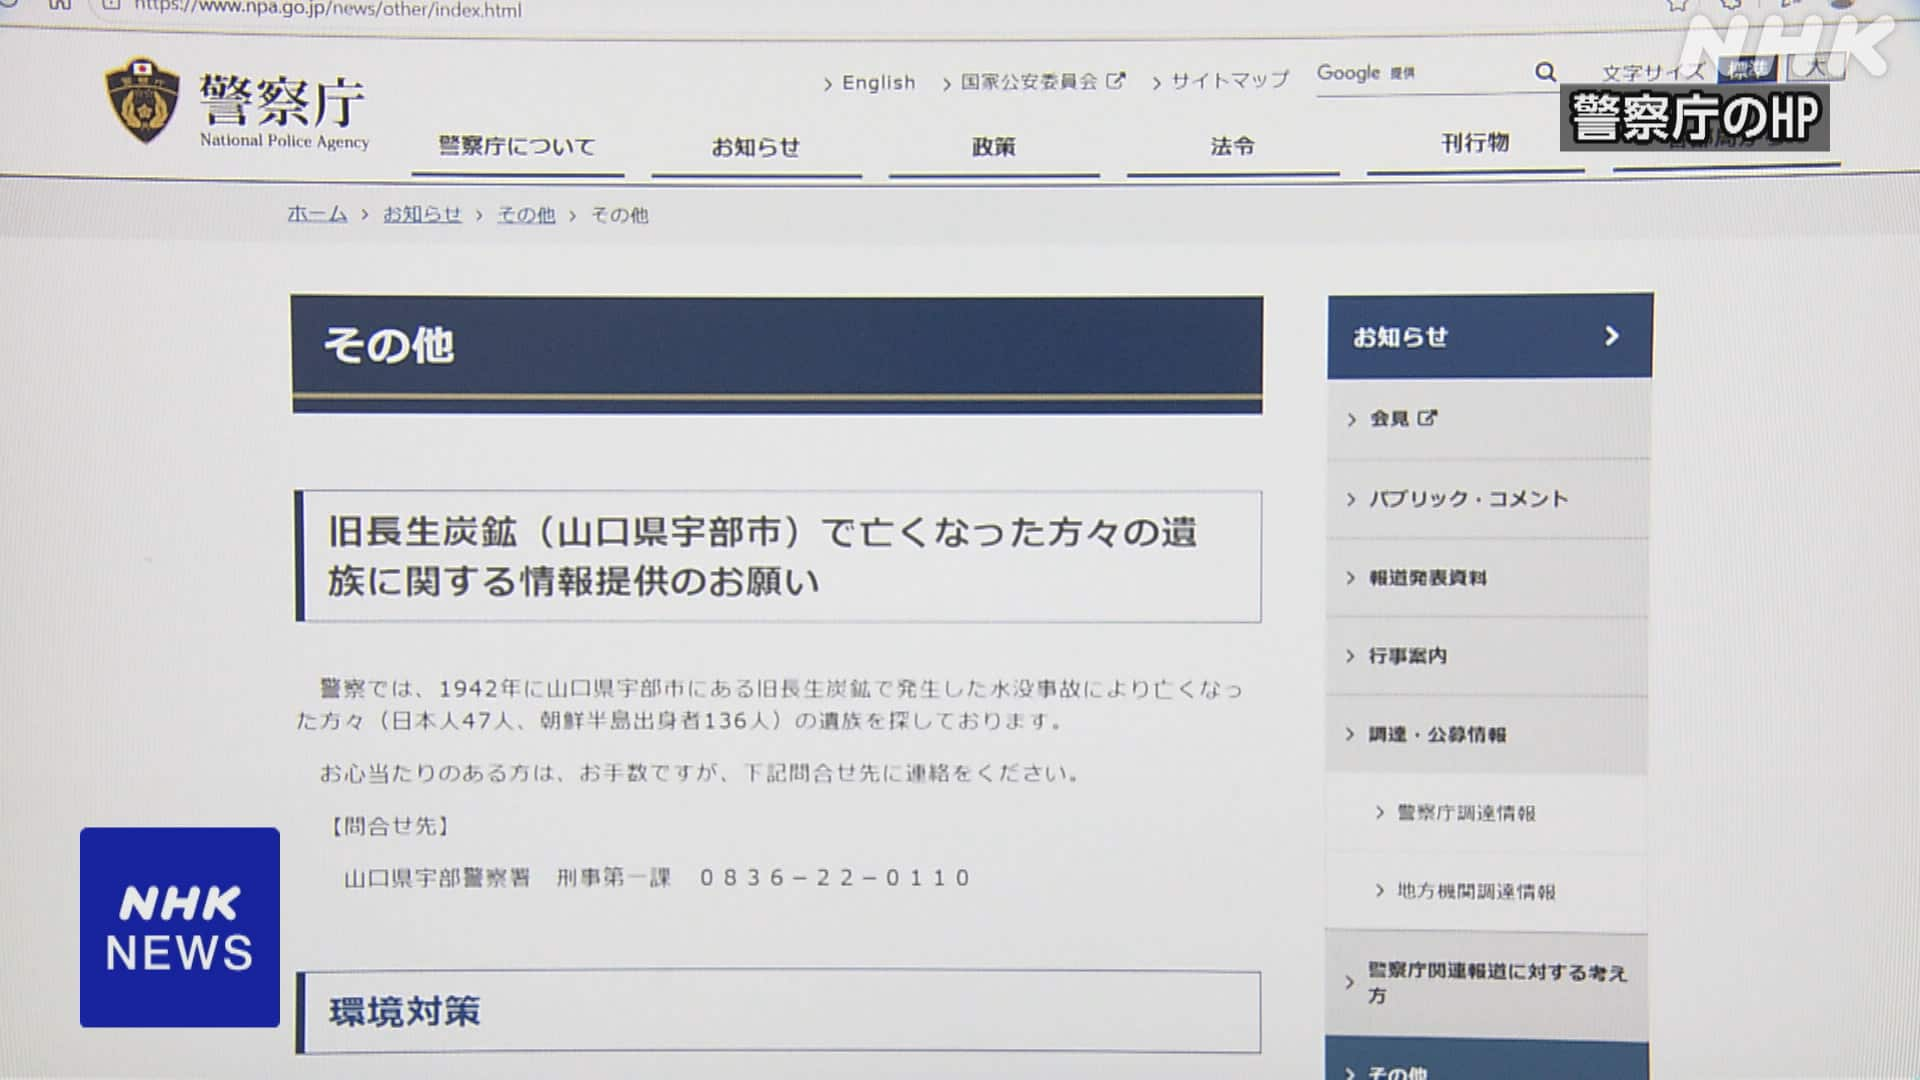 https://www.npa.go.jp/news/other/index.html
NHK
警察庁
National Police Agency
English
国家公安委員会
サイトマップ
Google 提供
文字サイズ
標準
大
警察庁のHP
警察庁について
お知らせ
政策
法令
刊行物
ホーム > お知らせ > その他 > その他
その他
旧長生炭鉱（山口県宇部市）で亡くなった方々の遺
族に関する情報提供のお願い
警察では、1942年に山口県宇部市にある旧長生炭鉱で発生した水没事故により亡くなっ
た方々（日本人47人、朝鮮半島出身者136人）の遺族を探しております。
お心当たりのある方は、お手数ですが、下記問合せ先に連絡をください。
【問合せ先】
山口県宇部警察署　刑事第一課　０８３６－２２－０１１０
環境対策
お知らせ
会見
パブリック・コメント
報道発表資料
行事案内
調達・公募情報
警察庁調達情報
地方機関調達情報
警察庁関連報道に対する考え
方
その他
NHK
NEWS